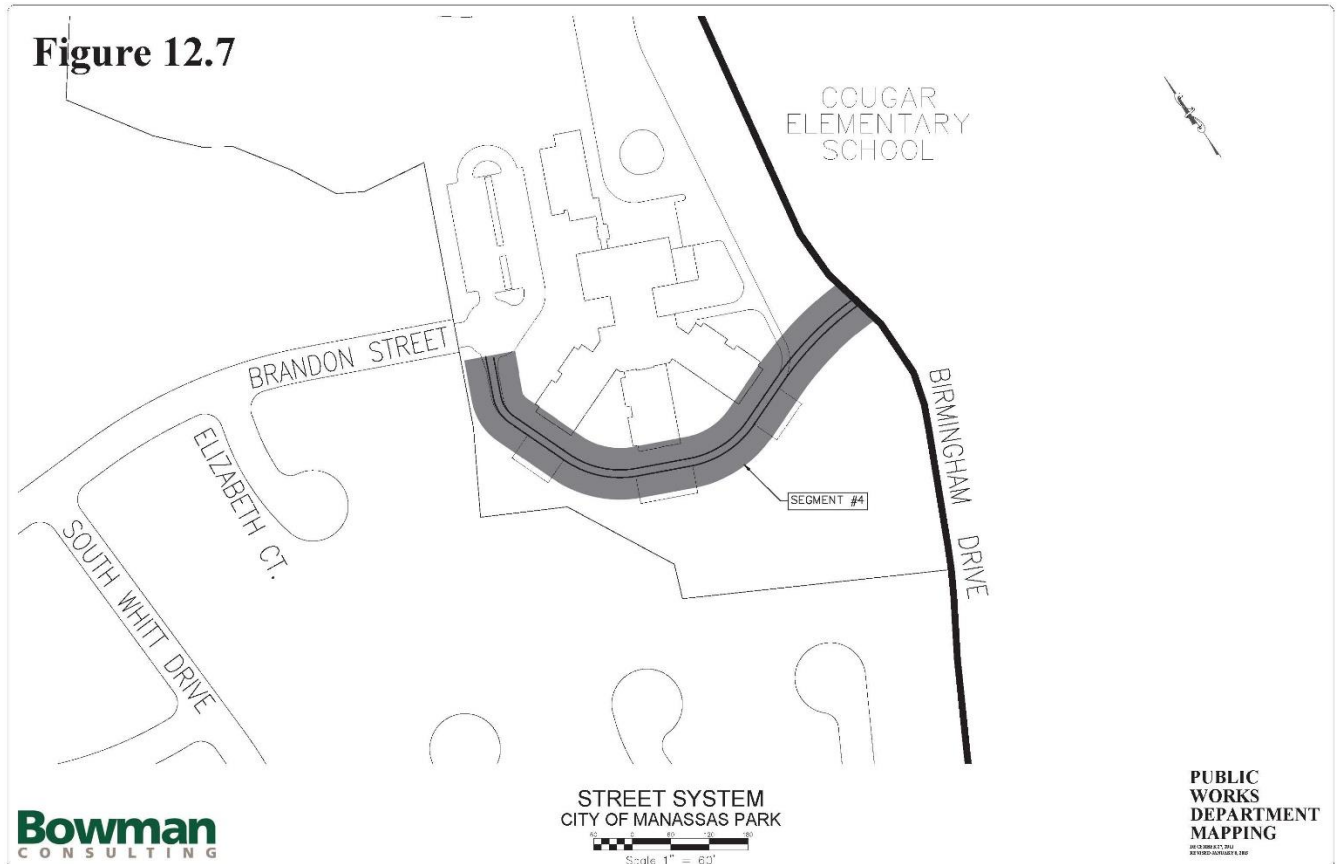 Figure 12.7
COUGAR
ELEMENTARY
SCHOOL
BRANDON STREET
ELIZABETH CT.
SOUTH WHITT DRIVE
BIRMINGHAM DRIVE
SEGMENT #4
STREET SYSTEM
CITY OF MANASSAS PARK
60 0 60 120 180
Scale 1" = 60'
Bowman
CONSULTING
PUBLIC
WORKS
DEPARTMENT
MAPPING